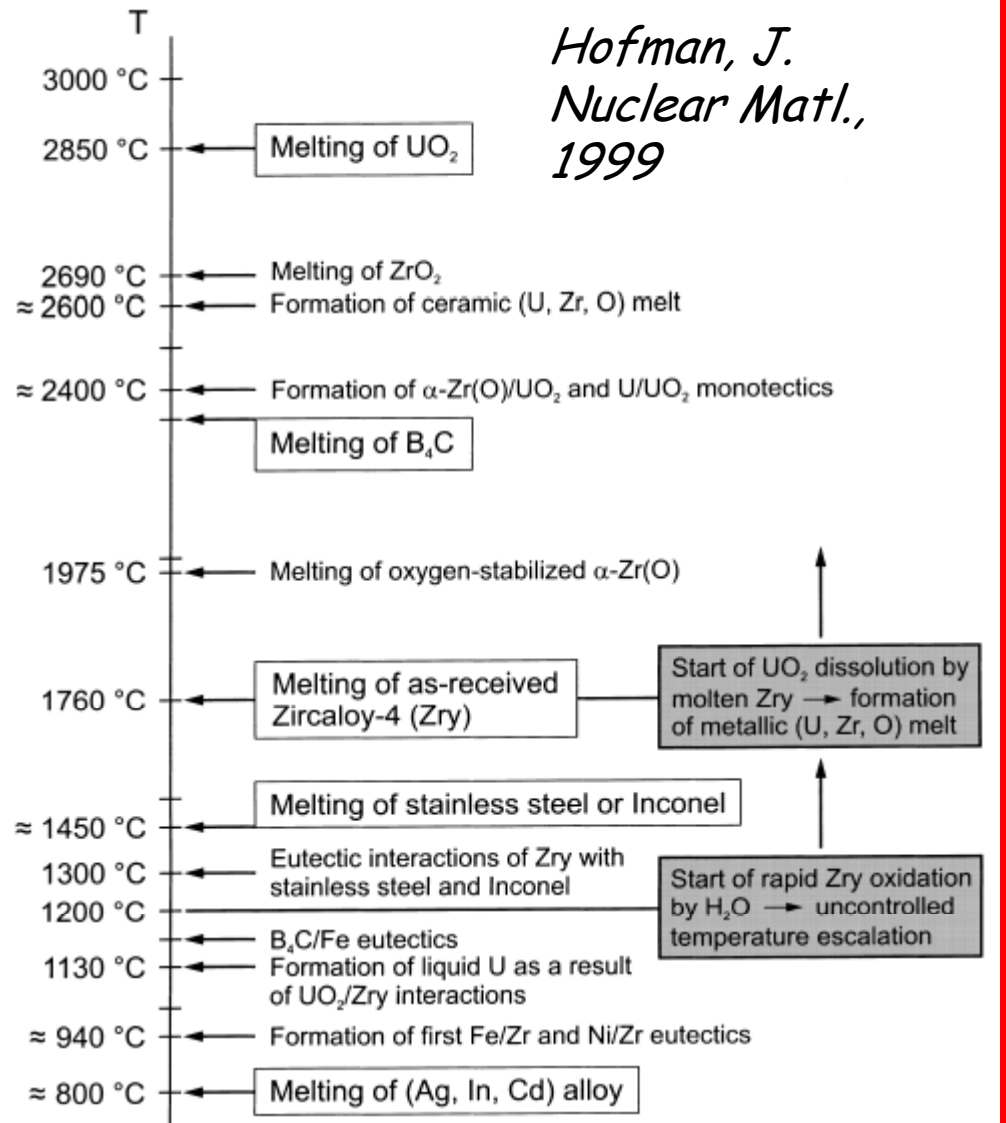 T
Hofman, J.
Nuclear Matl.,
1999
3000 °C
2850 °C
Melting of UO₂
2690 °C
Melting of ZrO₂
≈ 2600 °C
Formation of ceramic (U, Zr, O) melt
≈ 2400 °C
Formation of α-Zr(O)/UO₂ and U/UO₂ monotectics
Melting of B₄C
1975 °C
Melting of oxygen-stabilized α-Zr(O)
1760 °C
Melting of as-received
Zircaloy-4 (Zry)
Start of UO₂ dissolution by
molten Zry → formation
of metallic (U, Zr, O) melt
Melting of stainless steel or Inconel
≈ 1450 °C
1300 °C
Eutectic interactions of Zry with
stainless steel and Inconel
1200 °C
Start of rapid Zry oxidation
by H₂O → uncontrolled
temperature escalation
B₄C/Fe eutectics
1130 °C
Formation of liquid U as a result
of UO₂/Zry interactions
≈ 940 °C
Formation of first Fe/Zr and Ni/Zr eutectics
≈ 800 °C
Melting of (Ag, In, Cd) alloy